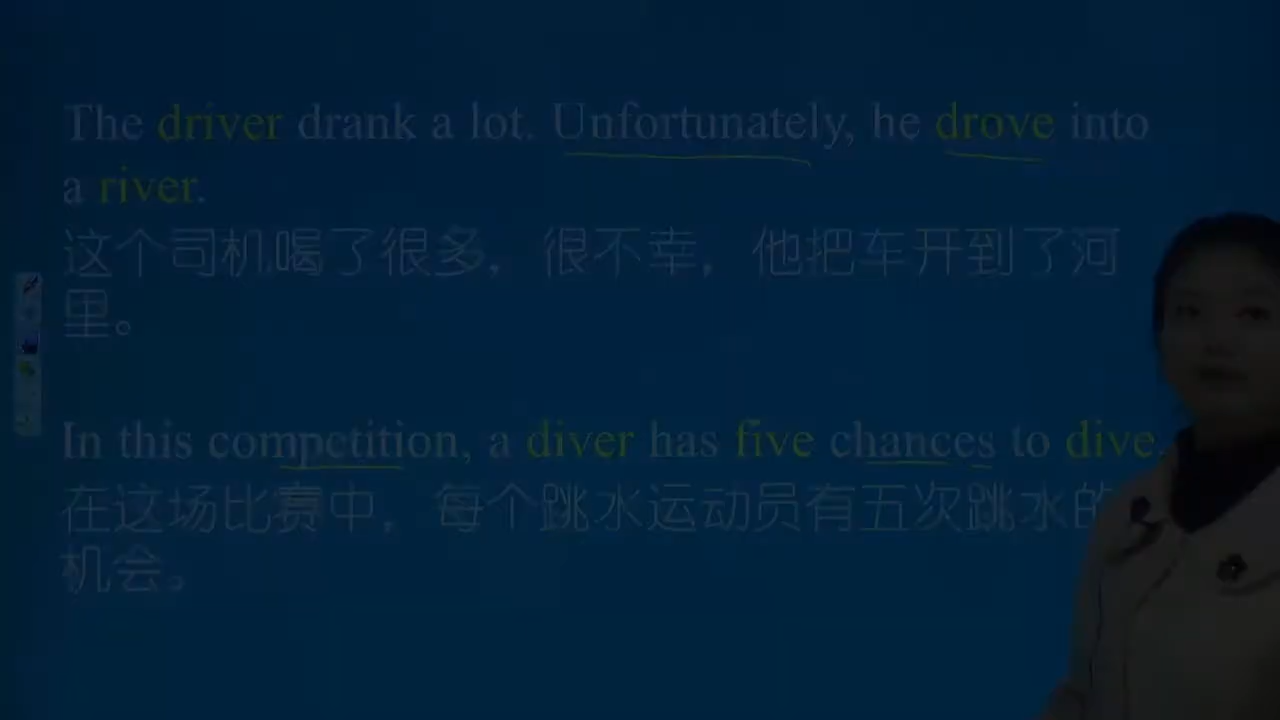 The driver drank a lot. Unfortunately, he drove into
a river.
这个司机喝了很多，很不幸，他把车开到了河
里。
In this competition, a diver has five chances to dive.
在这场比赛中，每个跳水运动员有五次跳水的
机会。